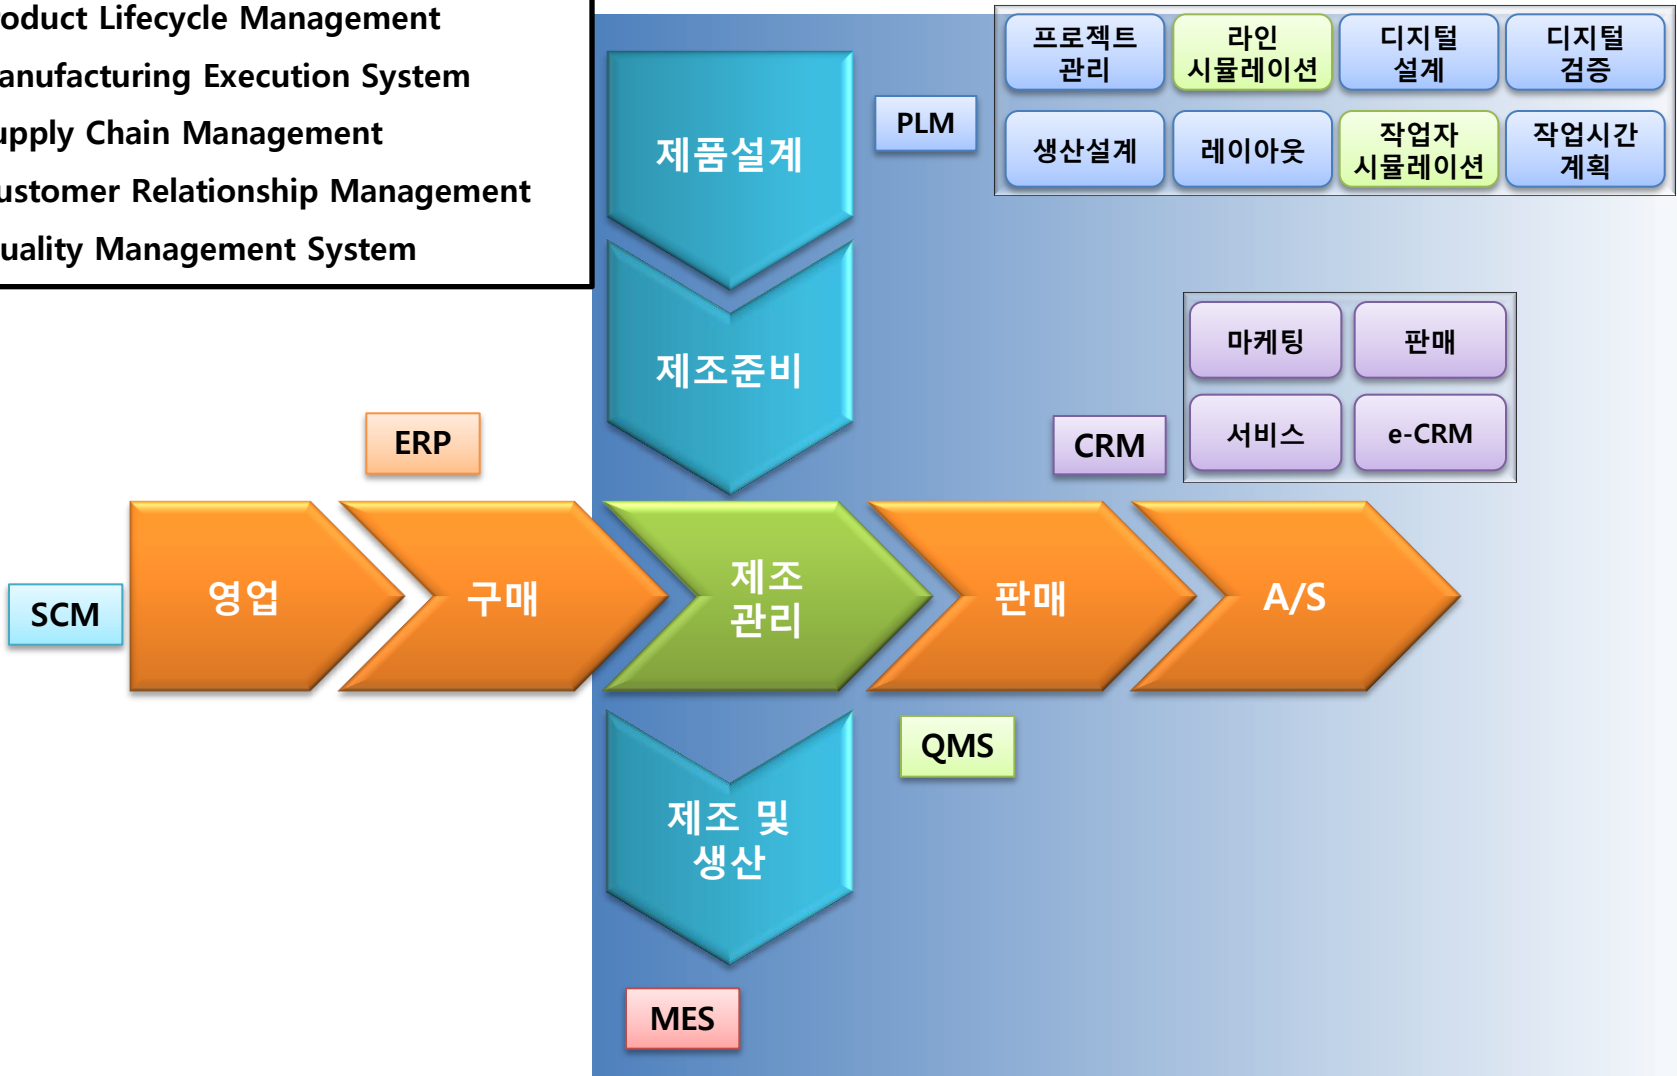 roduct Lifecycle Management
anufacturing Execution System
upply Chain Management
ustomer Relationship Management
uality Management System
프로젝트
관리
라인
시뮬레이션
디지털
설계
디지털
검증
PLM
생산설계
레이아웃
작업자
시뮬레이션
작업시간
계획
제품설계
제조준비
마케팅
판매
서비스
e-CRM
CRM
ERP
SCM
영업
구매
제조
관리
판매
A/S
QMS
제조 및
생산
MES